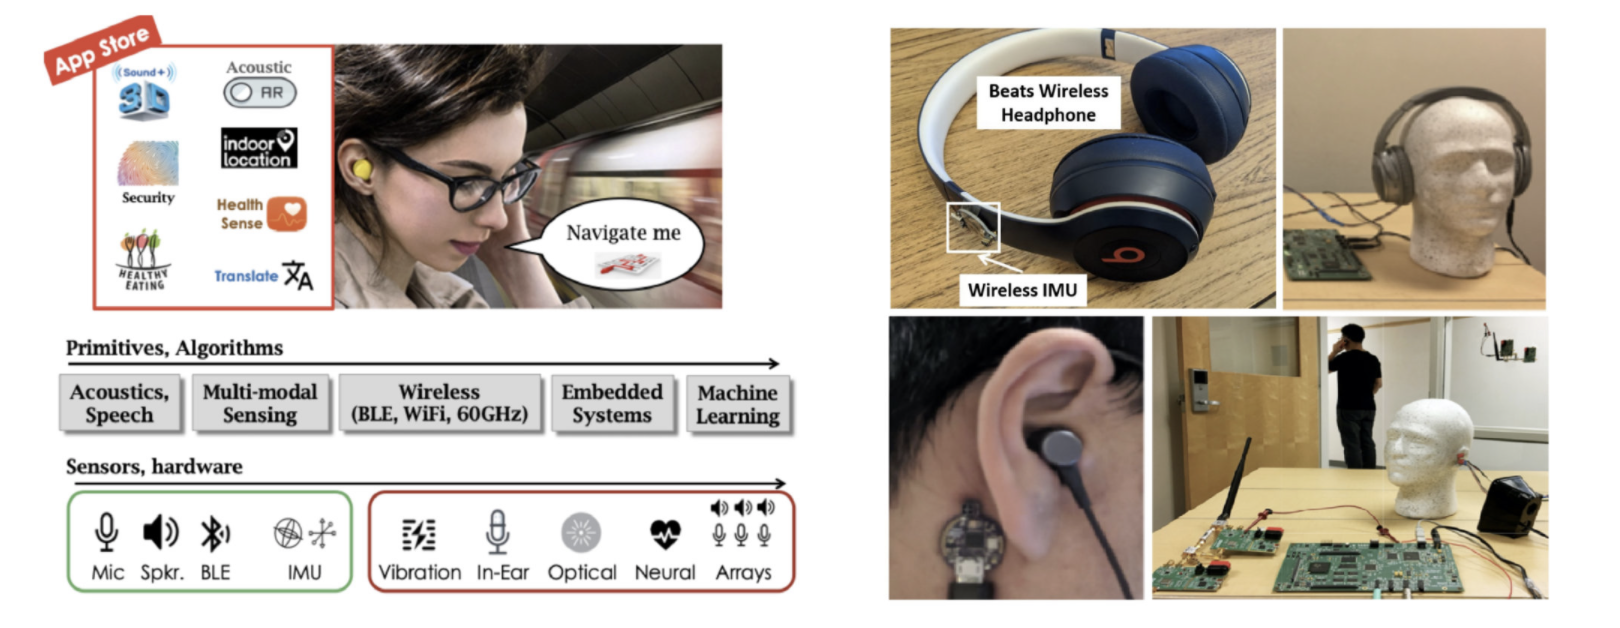 App Store
Sound+
3D
Acoustic
AR
indoor
location
Security
Health
Sense
HEALTHY
EATING
Translate
Navigate me
Primitives, Algorithms
Acoustics,
Speech
Multi-modal
Sensing
Wireless
(BLE, WiFi, 60GHz)
Embedded
Systems
Machine
Learning
Sensors, hardware
Mic
Spkr.
BLE
IMU
Vibration
In-Ear
Optical
Neural
Arrays
Beats Wireless
Headphone
b
Wireless IMU